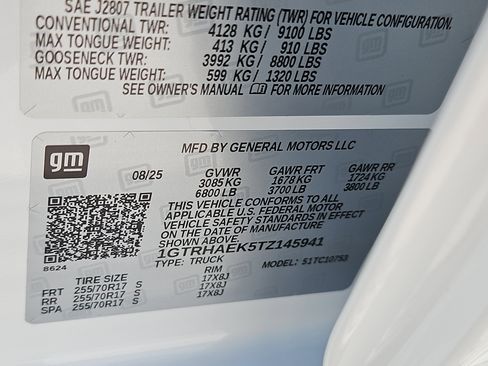 SAE J2807 TRAILER WEIGHT RATING (TWR) FOR VEHICLE CONFIGURATION.
CONVENTIONAL TWR: 4128 KG / 9100 LBS
MAX TONGUE WEIGHT: 413 KG / 910 LBS
GOOSENECK TWR: 3992 KG / 8800 LBS
MAX TONGUE WEIGHT: 599 KG / 1320 LBS
SEE OWNER'S MANUAL FOR MORE INFORMATION
gm
MFD BY GENERAL MOTORS LLC
08/25 GVWR GAWR FRT GAWR RR
3085 KG 1678 KG 1724 KG
6800 LB 3700 LB 3800 LB
THIS VEHICLE CONFORMS TO ALL
APPLICABLE U.S. FEDERAL MOTOR
VEHICLE SAFETY STANDARDS IN EFFECT
ON THE DATE OF MANUFACTURE
SHOWN ABOVE.
1GTRHAEK5TZ145941
8624
TYPE: TRUCK MODEL: 51TC10753
TIRE SIZE RIM
FRT 255/70R17 S 17X8J
RR 255/70R17 S 17X8J
SPA 255/70R17 S 17X8J